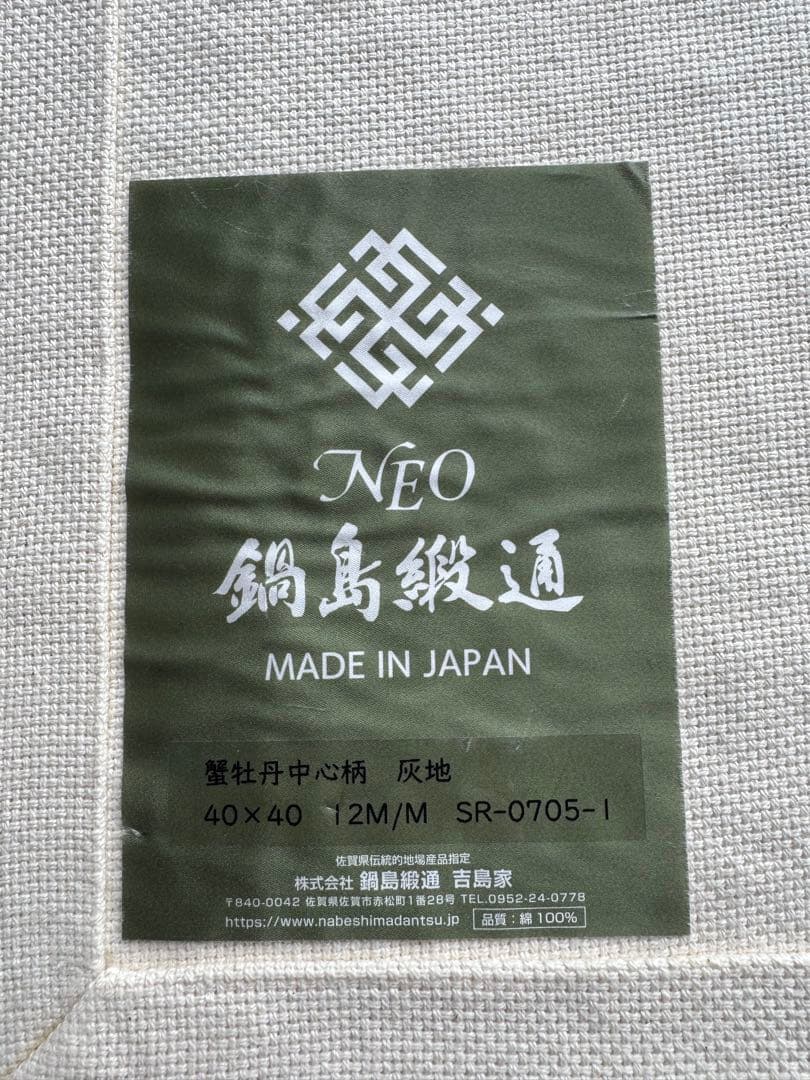 NEO
鍋島緞通
MADE IN JAPAN
蟹牡丹中心柄 灰地
40×40 12M/M SR-0705-1
佐賀県伝統的地場産品指定
株式会社 鍋島緞通 吉島家
〒840-0042 佐賀県佐賀市赤松町1番28号 TEL.0952-24-0778
https://www.nabeshimadantsu.jp 品質:綿100%